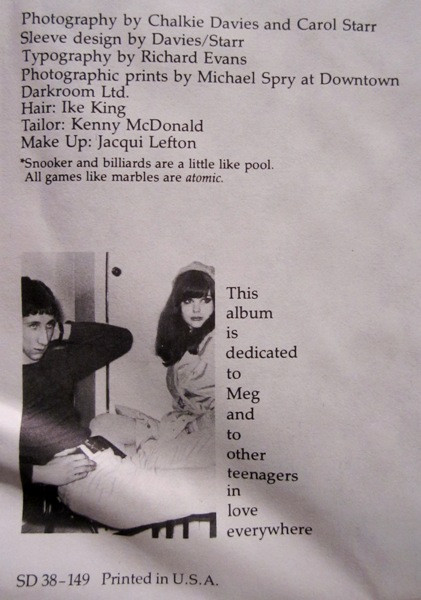 Photography by Chalkie Davies and Carol Starr
Sleeve design by Davies/Starr
Typography by Richard Evans
Photographic prints by Michael Spry at Downtown
Darkroom Ltd.
Hair: Ike King
Tailor: Kenny McDonald
Make Up: Jacqui Lefton
*Snooker and billiards are a little like pool.
All games like marbles are atomic.
This
album
is
dedicated
to
Meg
and
to
other
teenagers
in
love
everywhere
SD 38-149 Printed in U.S.A.